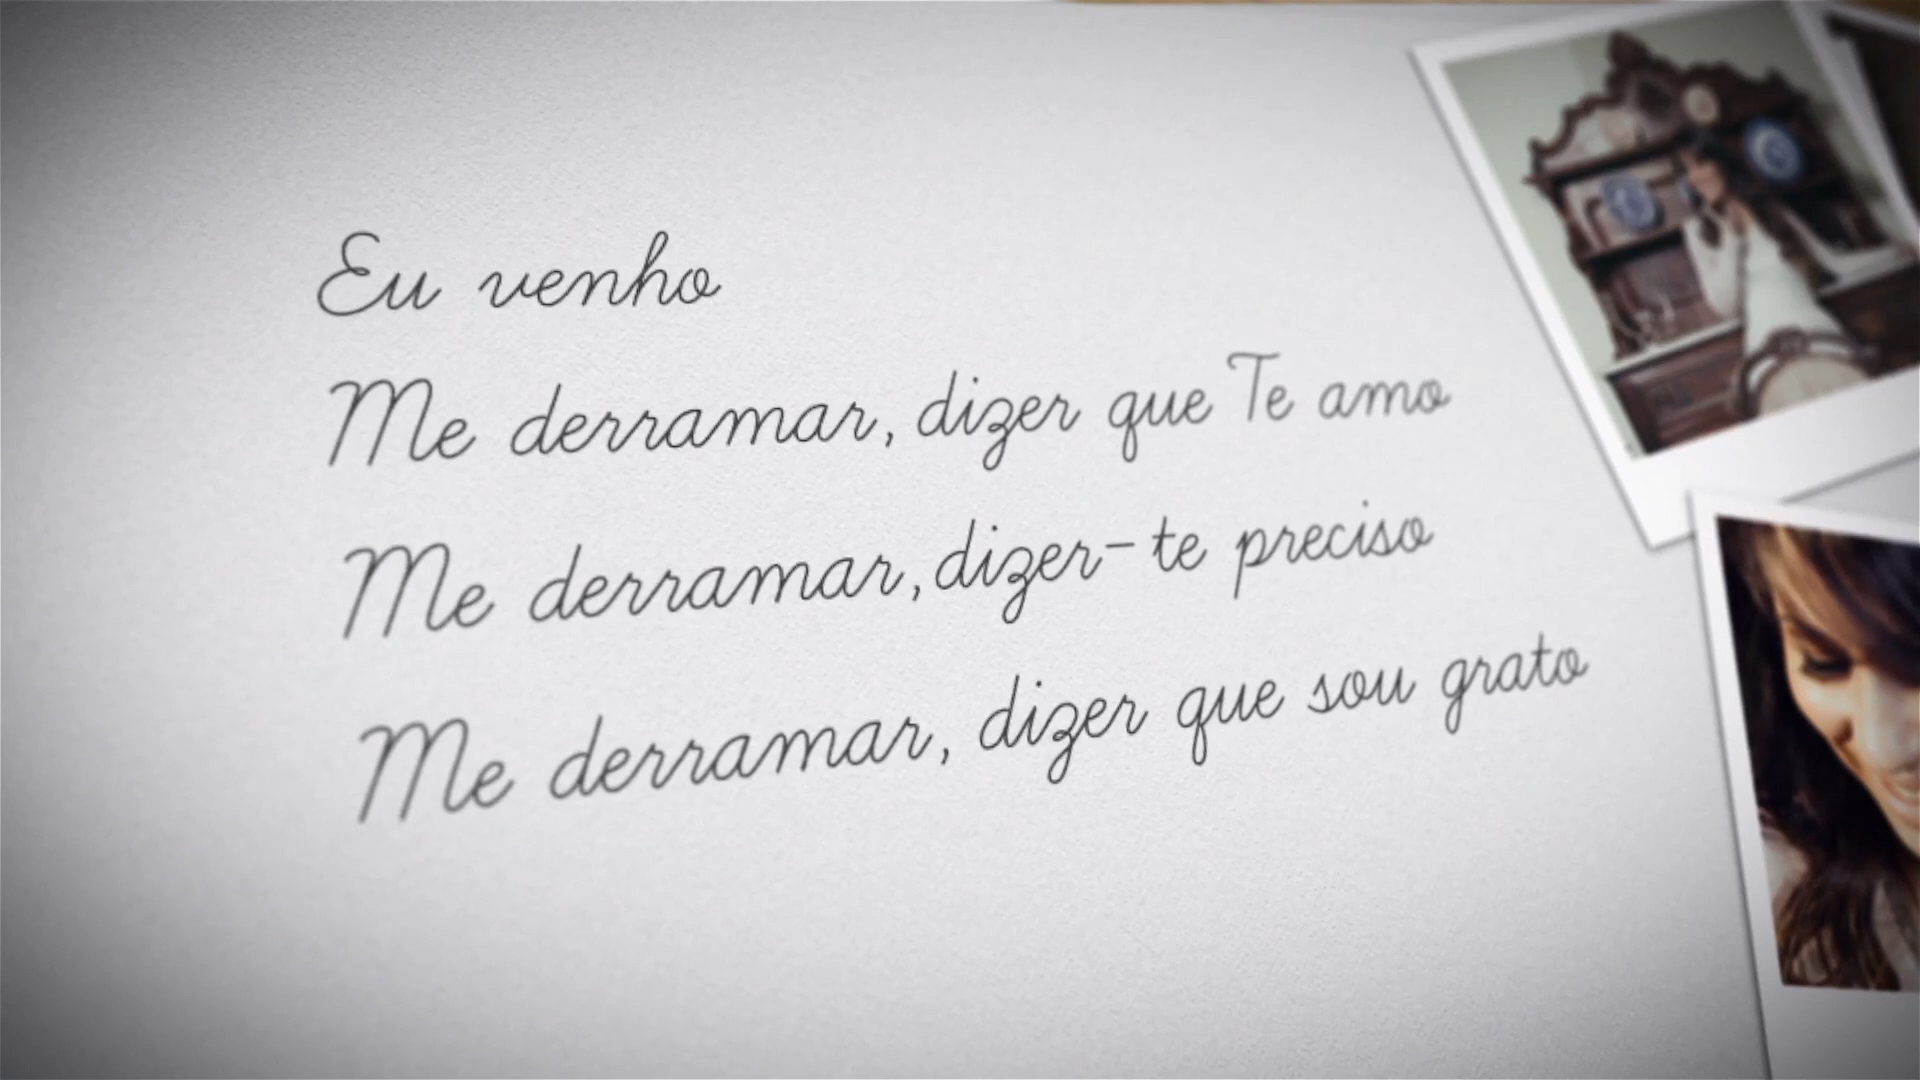 Eu venho
Me derramar, dizer que Te amo
Me derramar, dizer-te preciso
Me derramar, dizer que sou grato